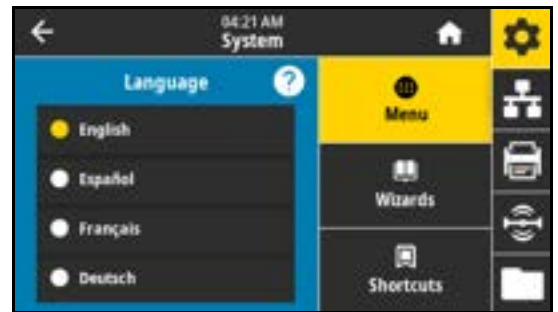 04:21 AM
System
Language
?
English
Español
Français
Deutsch
Menu
Wizards
Shortcuts